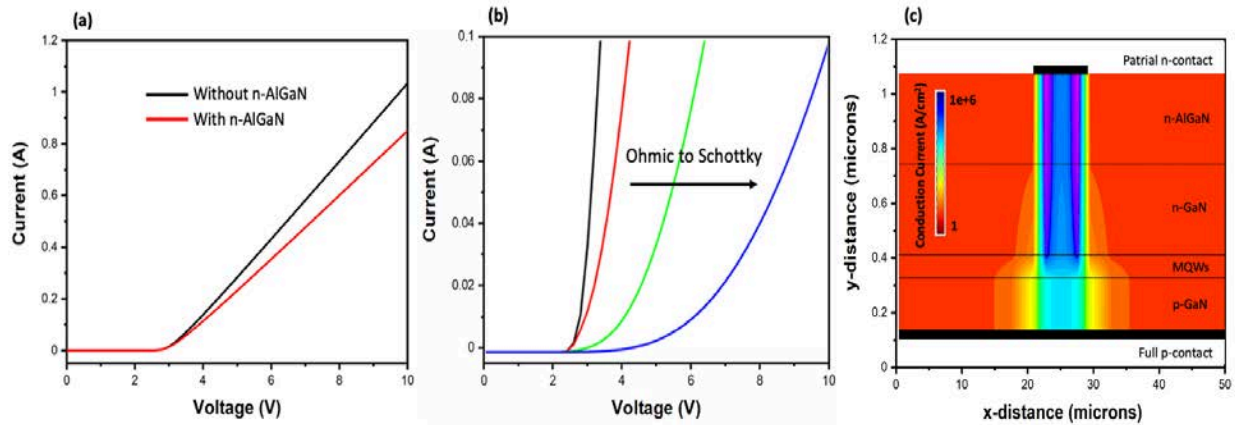 (a)
1.2
1
0.8
0.6
0.4
0.2
0
Current (A)
Without n-AlGaN
With n-AlGaN
0 2 4 6 8 10
Voltage (V)
(b)
0.1
0.08
0.06
0.04
0.02
0
Current (A)
Ohmic to Schottky
0 2 4 6 8 10
Voltage (V)
(c)
1.2
1
0.8
0.6
0.4
0.2
0
y-distance (microns)
Patrial n-contact
Conduction Current (A/cm²)
1e+6
1
n-AlGaN
n-GaN
MQWs
p-GaN
Full p-contact
0 10 20 30 40 50
x-distance (microns)